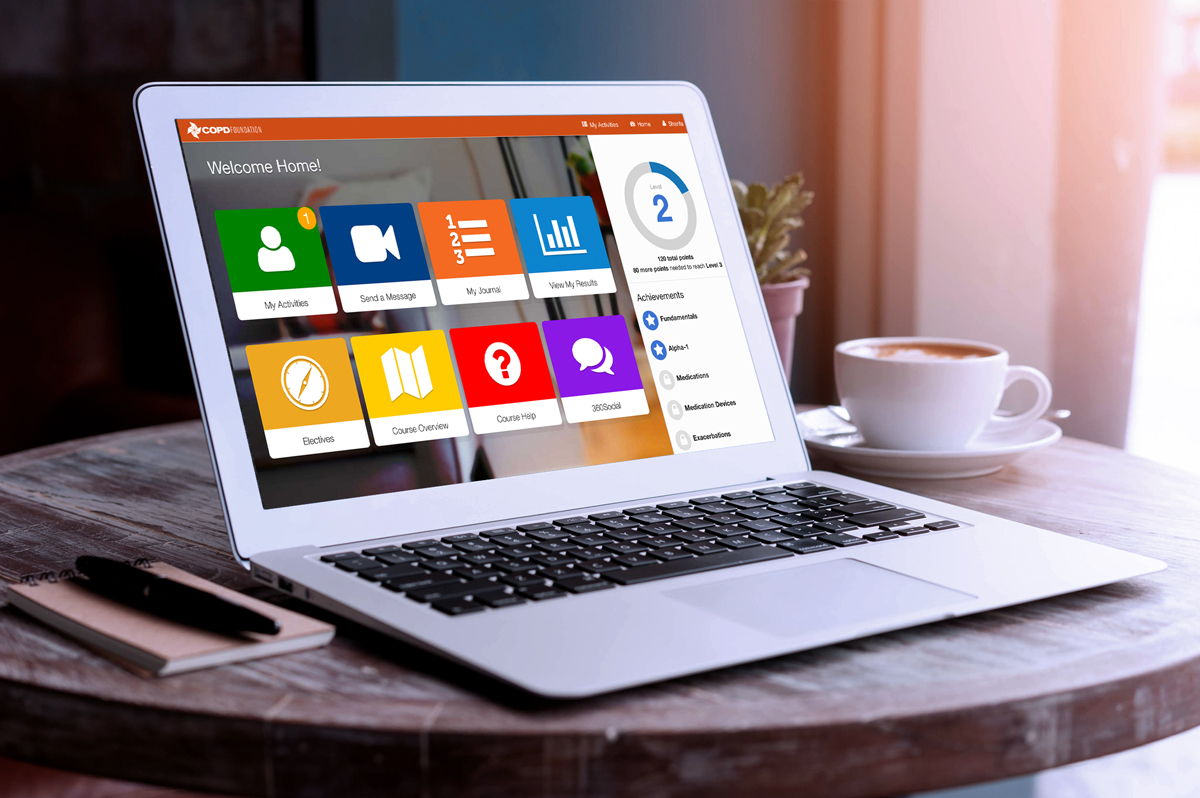 COPD FOUNDATION
My Activities
Home
Shanta
Welcome Home!
1
My Activities
Send a Message
1
2
3
My Journal
View My Results
Electives
Course Overview
?
Course Help
360Social
Level
2
120 total points
80 more points needed to reach Level 3
Achievements
Fundamentals
Alpha-1
Medications
Medication Devices
Exacerbations